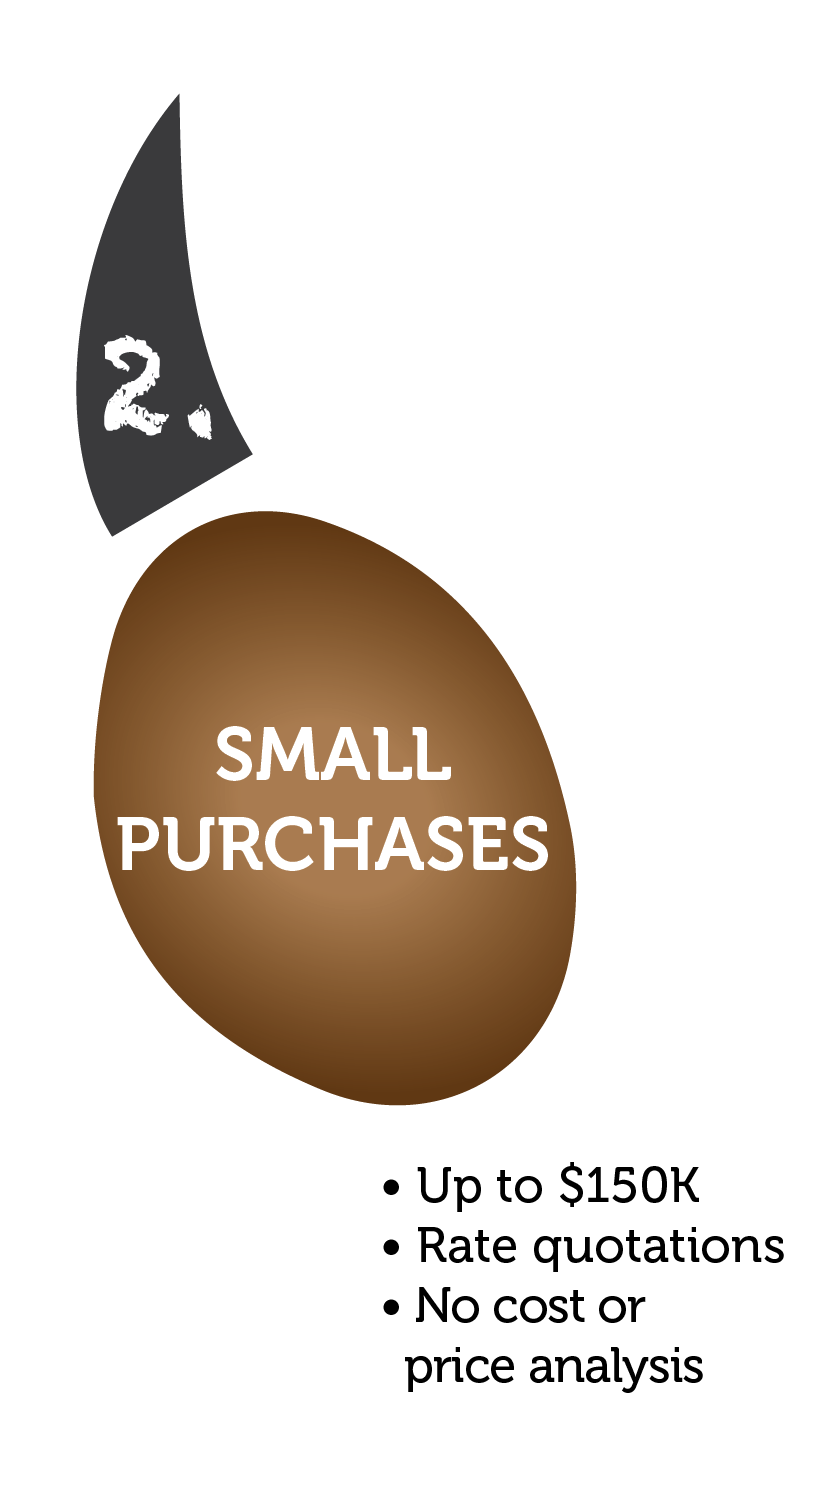 2.
SMALL
PURCHASES
• Up to $150K
• Rate quotations
• No cost or
price analysis